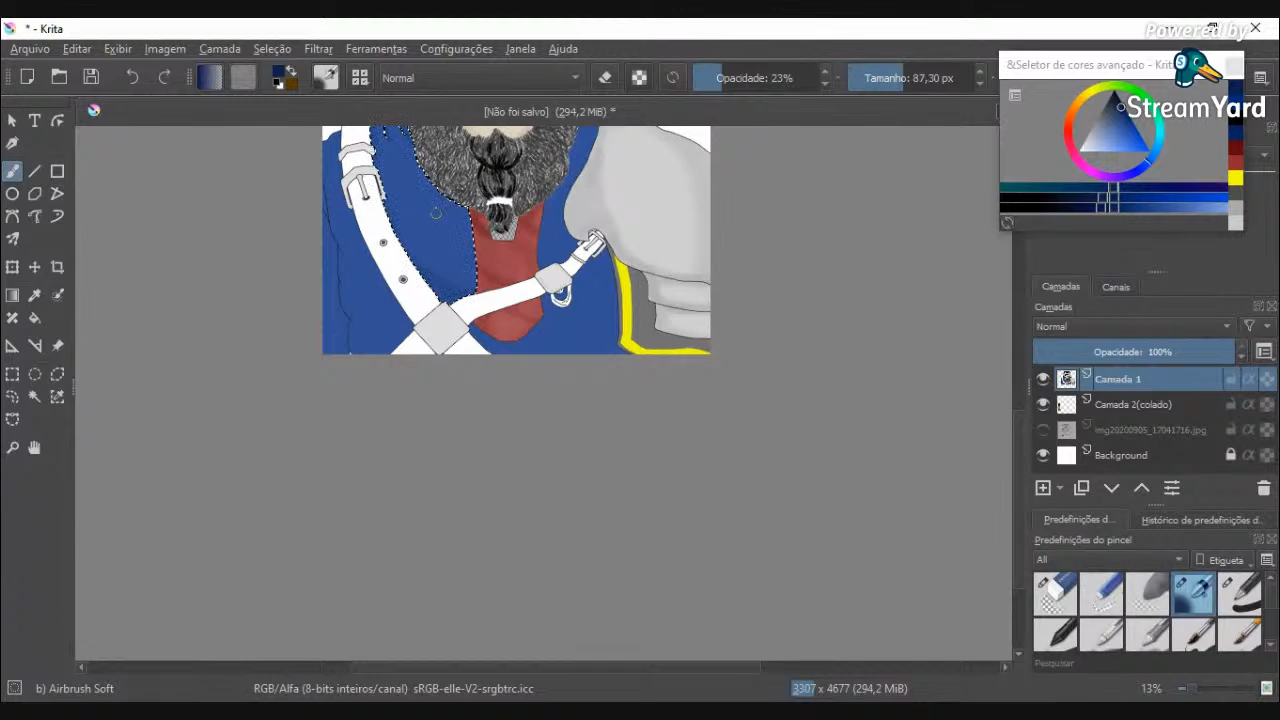 * - Krita
Powered by
StreamYard
Arquivo Editar Exibir Imagem Camada Seleção Filtrar Ferramentas Configurações Janela Ajuda
Normal
Opacidade: 23%
Tamanho: 87,30 px
&Seletor de cores avançado - Krita
[Não foi salvo] (294,2 MiB) *
Camadas Canais
Camadas
Normal
Opacidade: 100%
Camada 1
Camada 2(colado)
img20200905_17041716.jpg
Background
Predefinições d... Histórico de predefinições d...
Predefinições do pincel
All
Etiqueta
Pesquisar
b) Airbrush Soft
RGB/Alfa (8-bits inteiros/canal) sRGB-elle-V2-srgbtrc.icc
3307 x 4677 (294,2 MiB)
13%